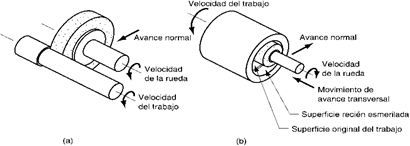 Avance normal
Velocidad
de la rueda
Velocidad
del trabajo
(a)
Velocidad del trabajo
Avance normal
Velocidad
de la rueda
Movimiento de
avance transversal
Superficie recién esmerilada
Superficie original del trabajo
(b)